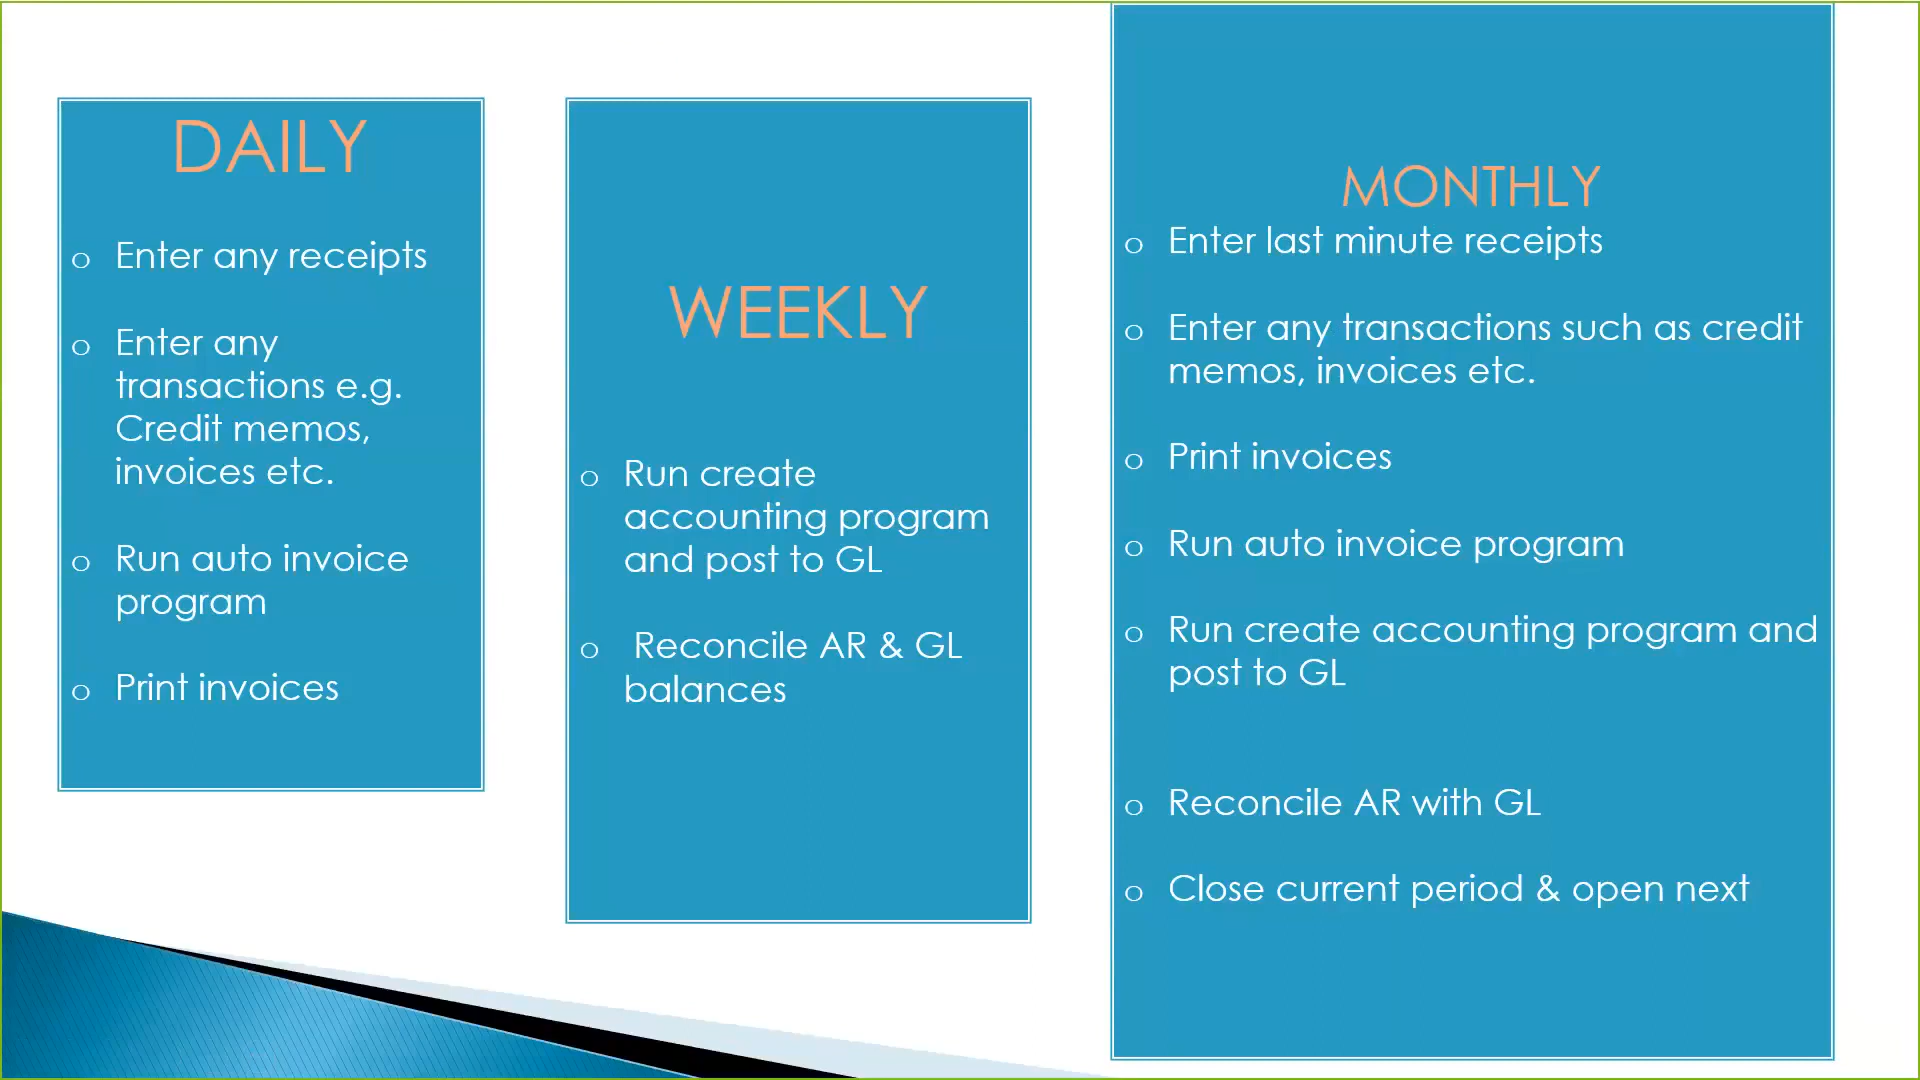 DAILY
o Enter any receipts
o Enter any
transactions e.g.
Credit memos,
invoices etc.
o Run auto invoice
program
o Print invoices
WEEKLY
o Run create
accounting program
and post to GL
o Reconcile AR & GL
balances
MONTHLY
o Enter last minute receipts
o Enter any transactions such as credit
memos, invoices etc.
o Print invoices
o Run auto invoice program
o Run create accounting program and
post to GL
o Reconcile AR with GL
o Close current period & open next